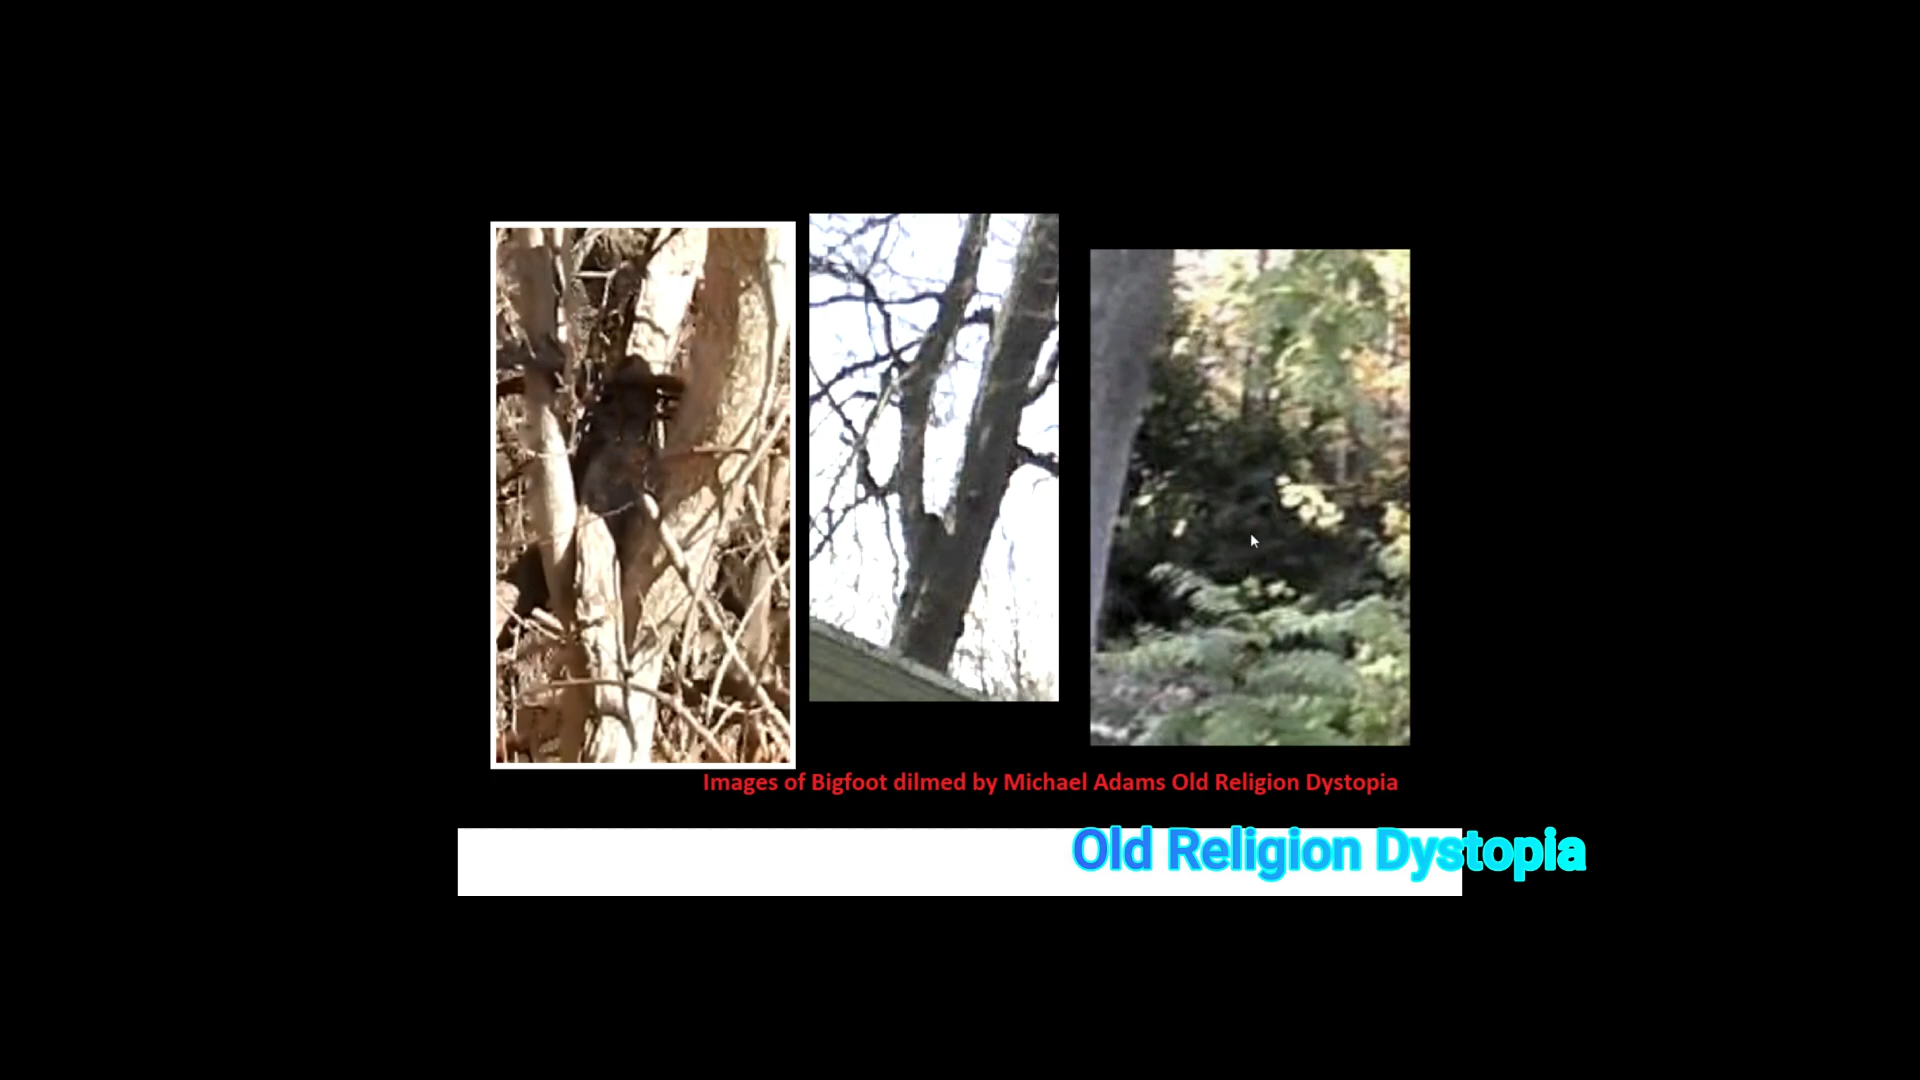 Images of Bigfoot dilmed by Michael Adams Old Religion Dystopia
Old Religion Dystopia